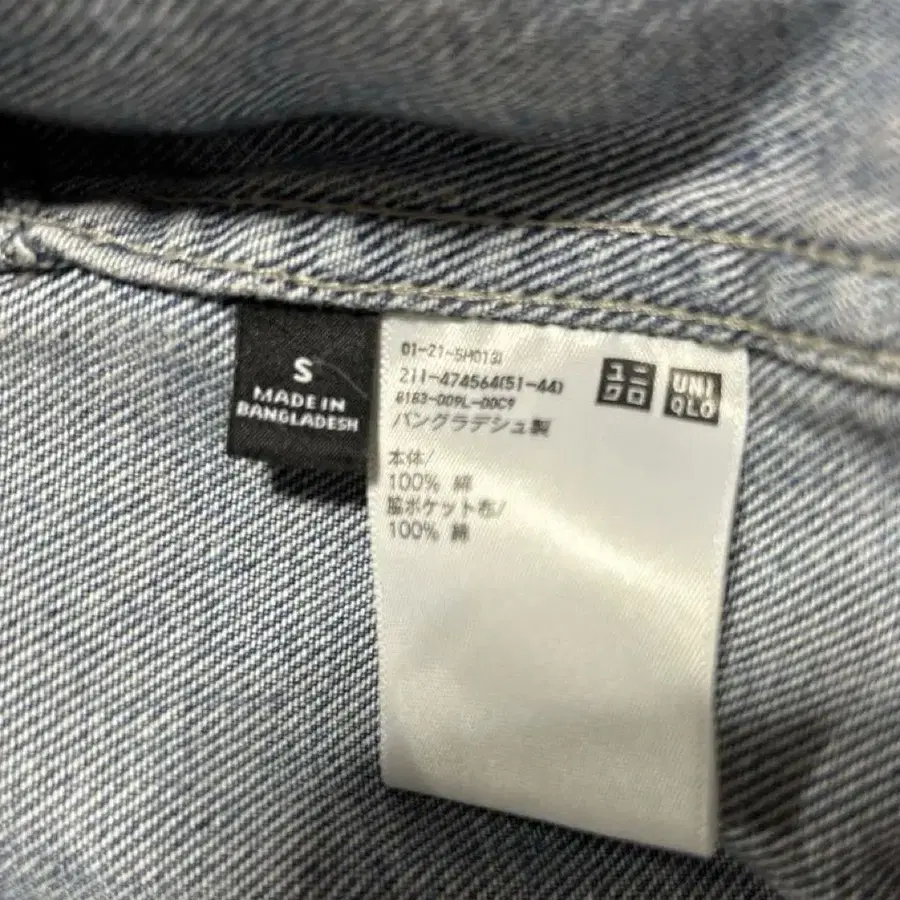 S
MADE IN
BANGLADESH
01-21-SH013)
211-474564(51-44)
8183-009L-00C9
バングラデシュ製
本体/
100% 綿
脇ポケット布/
100% 綿
ユニ
クロ
UNI
QLO